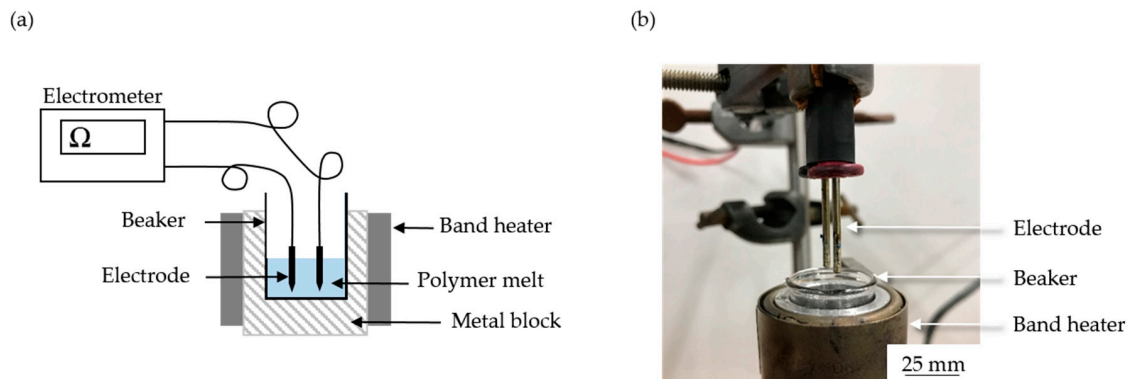 (a)
Electrometer
Ω
Beaker
Band heater
Electrode
Polymer melt
Metal block
(b)
Electrode
Beaker
Band heater
25 mm